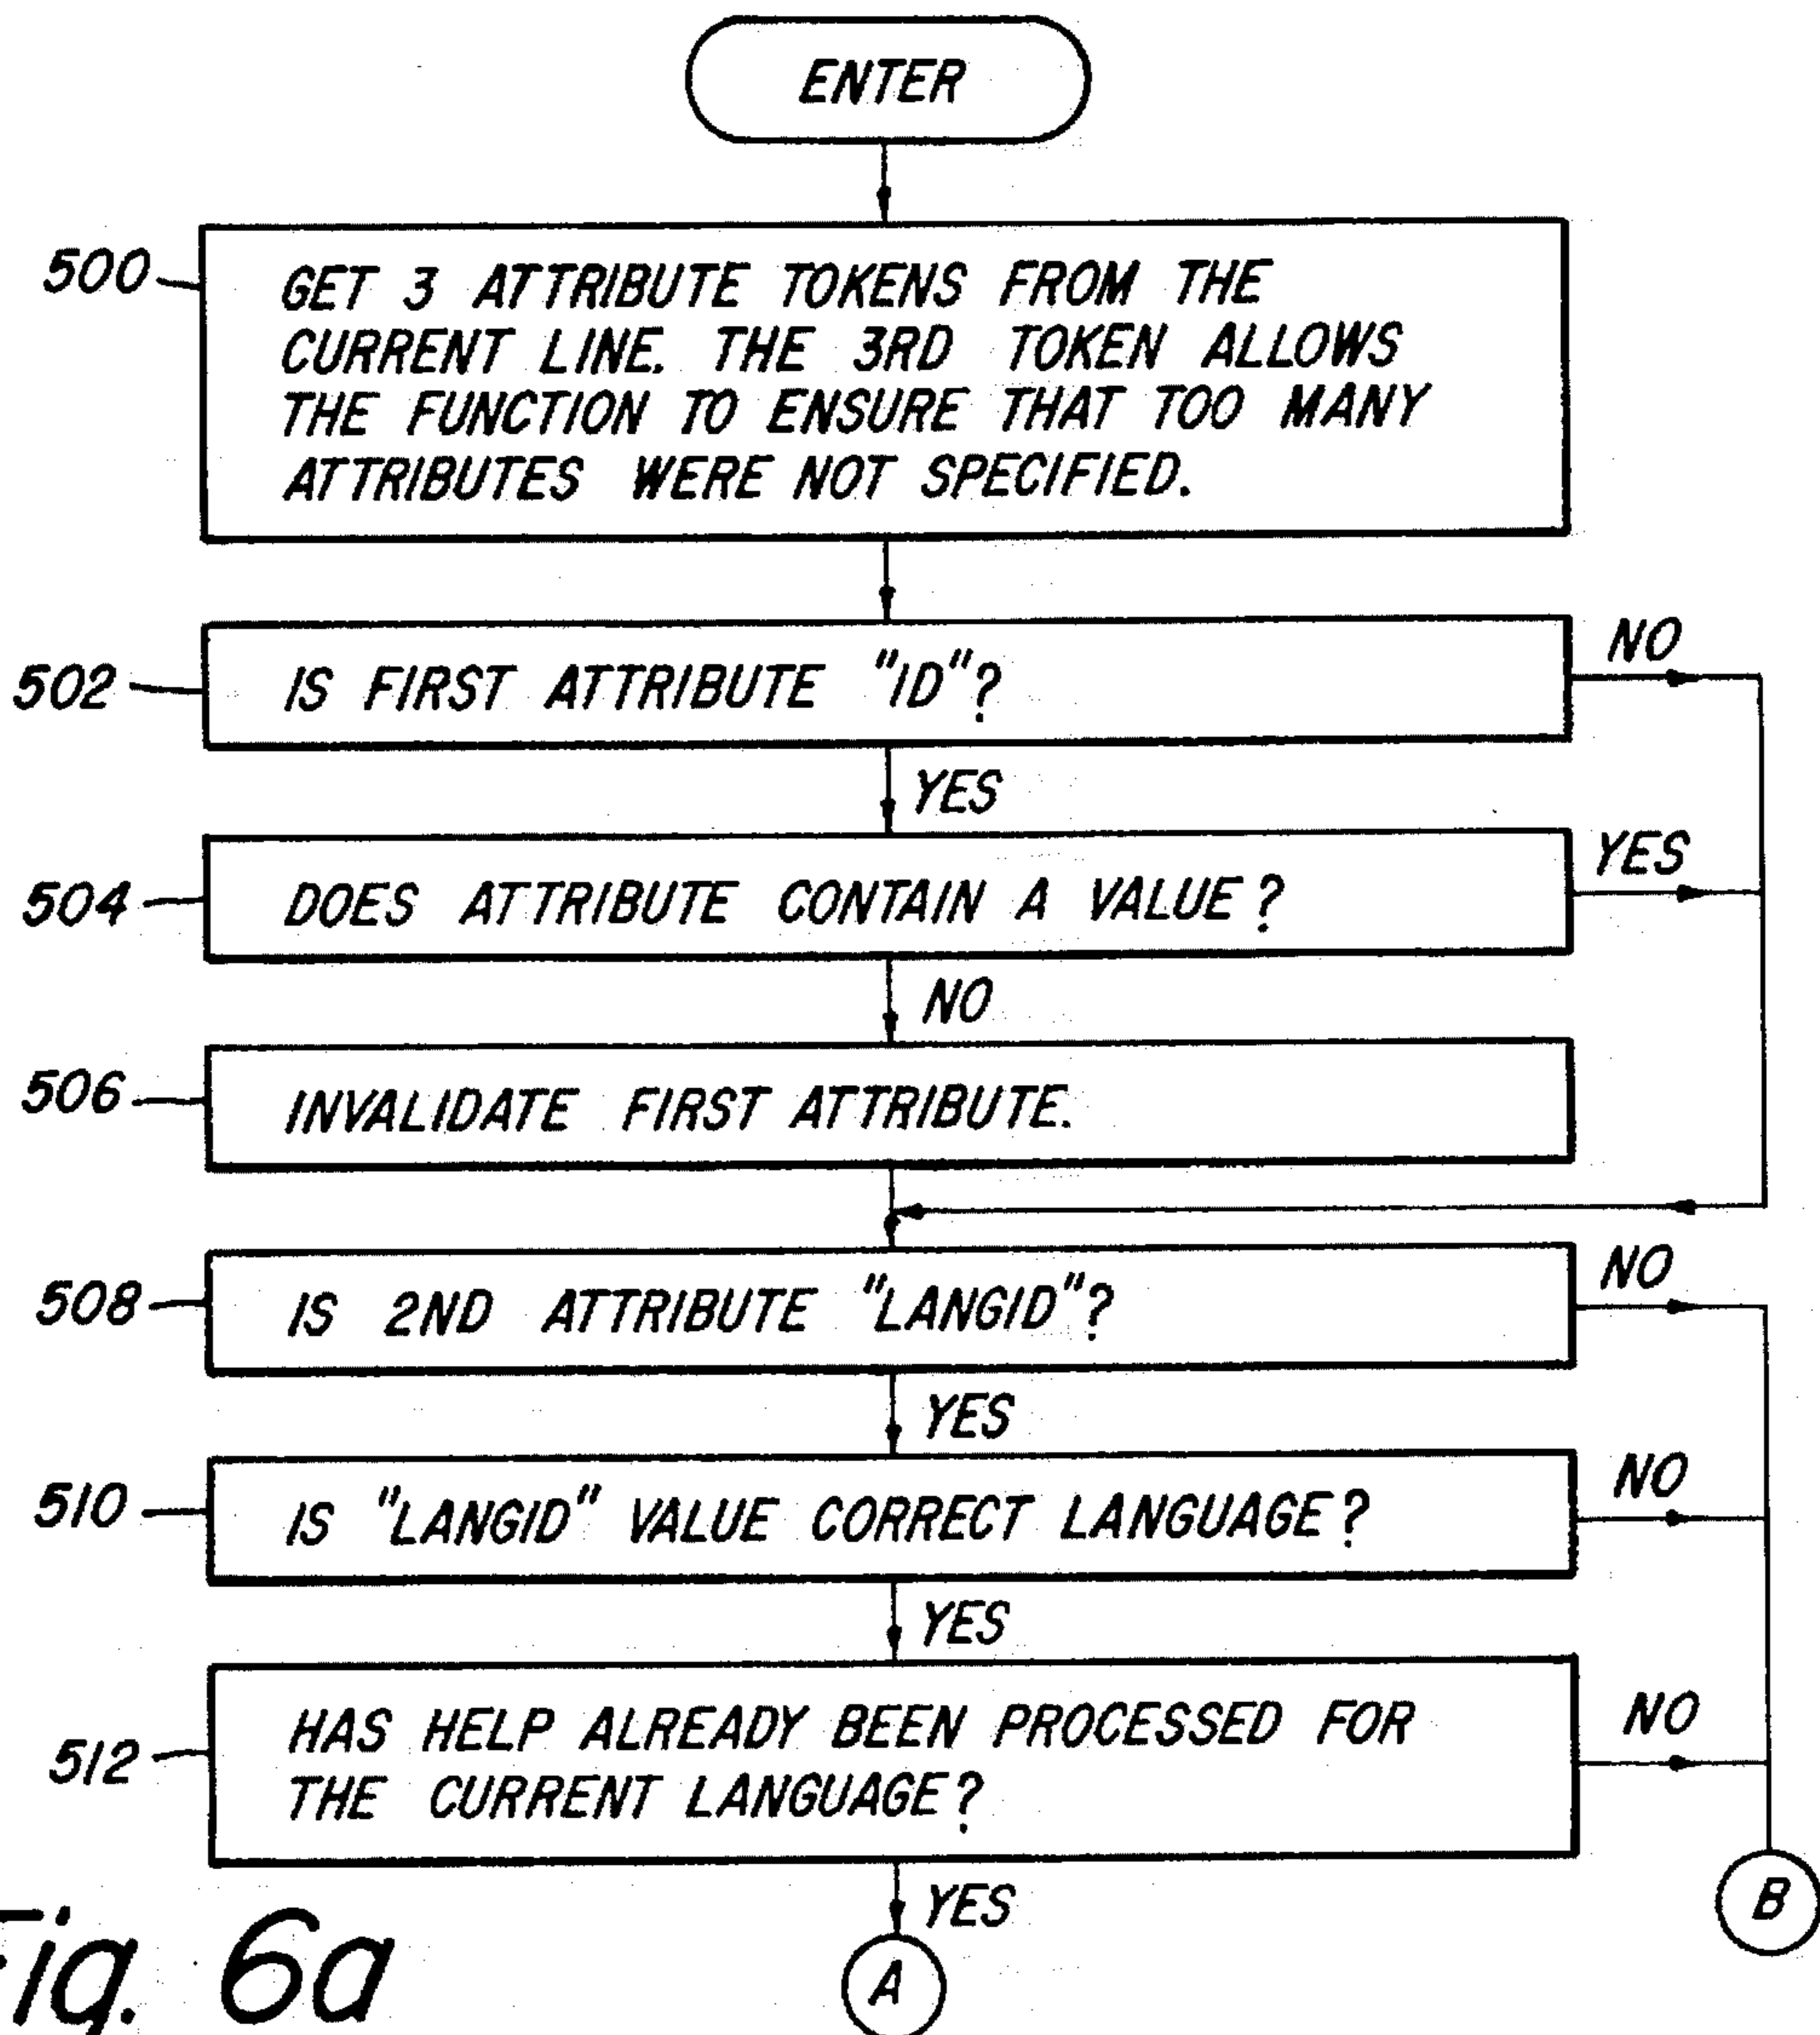 ENTER
500
GET 3 ATTRIBUTE TOKENS FROM THE
CURRENT LINE. THE 3RD TOKEN ALLOWS
THE FUNCTION TO ENSURE THAT TOO MANY
ATTRIBUTES WERE NOT SPECIFIED.
502
IS FIRST ATTRIBUTE "ID"?
NO
YES
504
DOES ATTRIBUTE CONTAIN A VALUE?
YES
NO
506
INVALIDATE FIRST ATTRIBUTE.
508
IS 2ND ATTRIBUTE "LANGID"?
NO
YES
510
IS "LANGID" VALUE CORRECT LANGUAGE?
NO
YES
512
HAS HELP ALREADY BEEN PROCESSED FOR
THE CURRENT LANGUAGE?
NO
YES
B
A
Fig. 6a